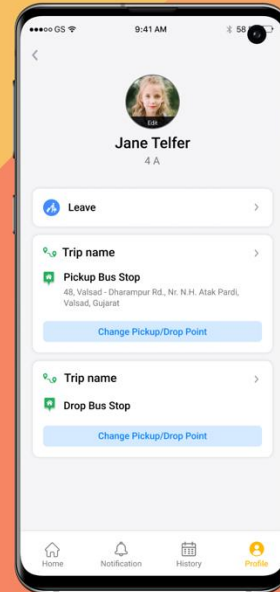 GS
9:41 AM
58
Edit
Jane Telfer
4 A
Leave
Trip name
Pickup Bus Stop
48, Valsad - Dharampur Rd., Nr. N.H. Atak Pardi,
Valsad, Gujarat
Change Pickup/Drop Point
Trip name
Drop Bus Stop
Change Pickup/Drop Point
Home
Notification
History
Profile